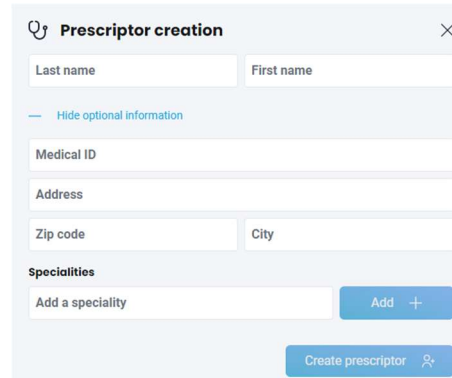 Prescriptor creation
Last name First name
Hide optional information
Medical ID
Address
Zip code City
Specialities
Add a speciality Add
Create prescriptor